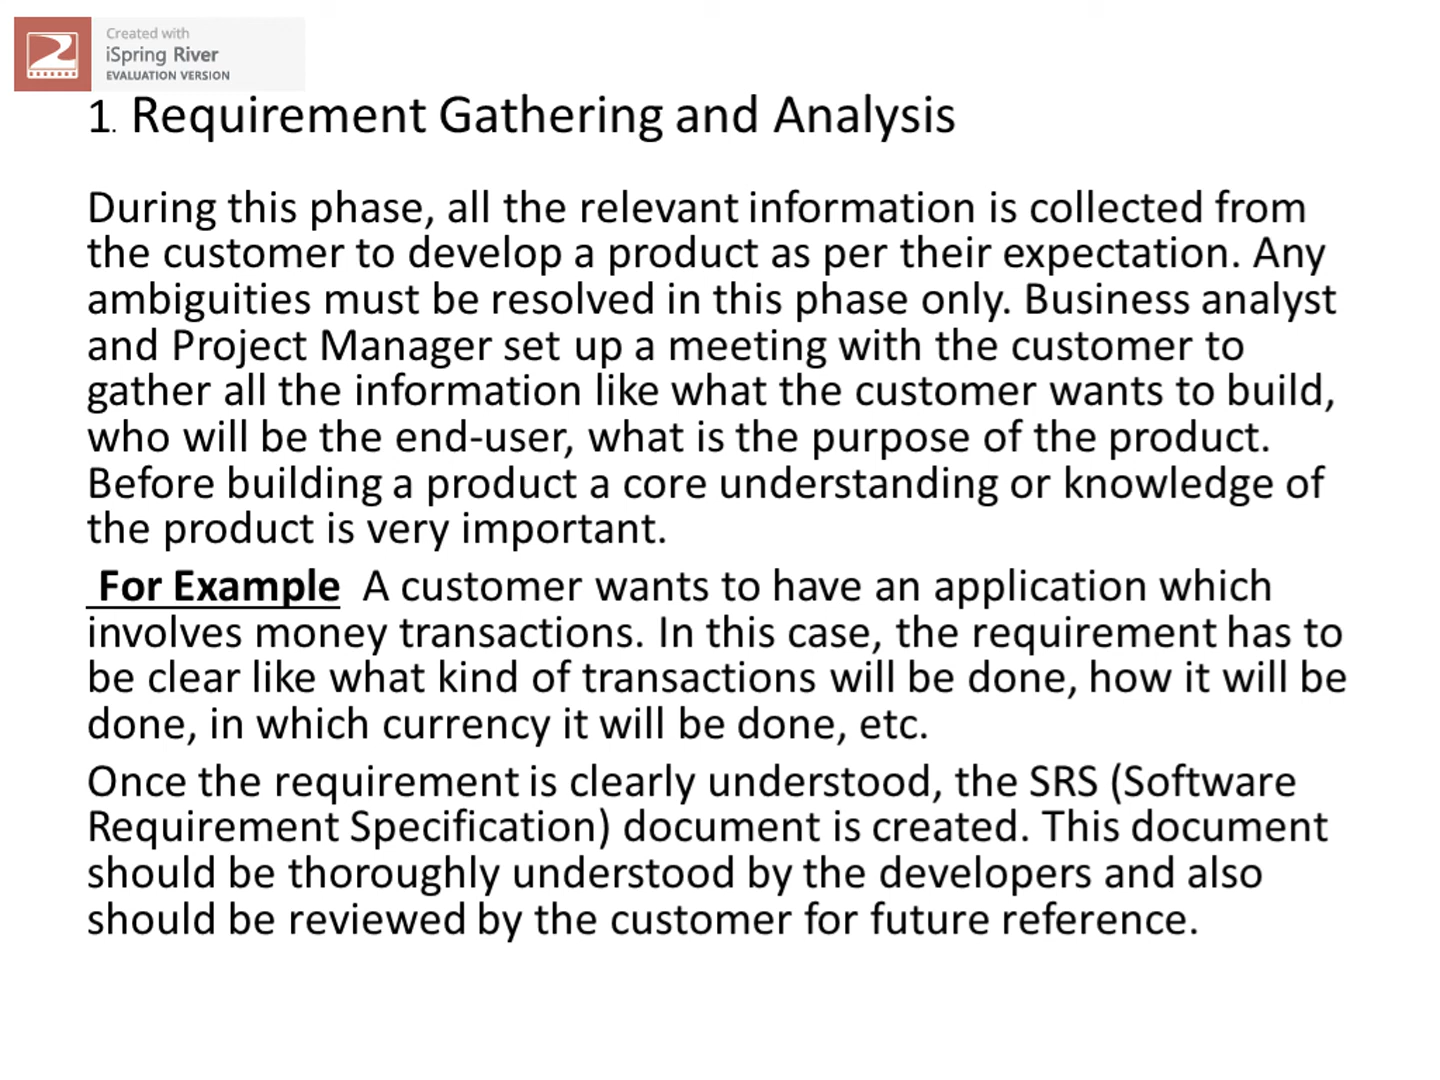 Created with
iSpring River
EVALUATION VERSION
1. Requirement Gathering and Analysis
During this phase, all the relevant information is collected from
the customer to develop a product as per their expectation. Any
ambiguities must be resolved in this phase only. Business analyst
and Project Manager set up a meeting with the customer to
gather all the information like what the customer wants to build,
who will be the end-user, what is the purpose of the product.
Before building a product a core understanding or knowledge of
the product is very important.
For Example A customer wants to have an application which
involves money transactions. In this case, the requirement has to
be clear like what kind of transactions will be done, how it will be
done, in which currency it will be done, etc.
Once the requirement is clearly understood, the SRS (Software
Requirement Specification) document is created. This document
should be thoroughly understood by the developers and also
should be reviewed by the customer for future reference.